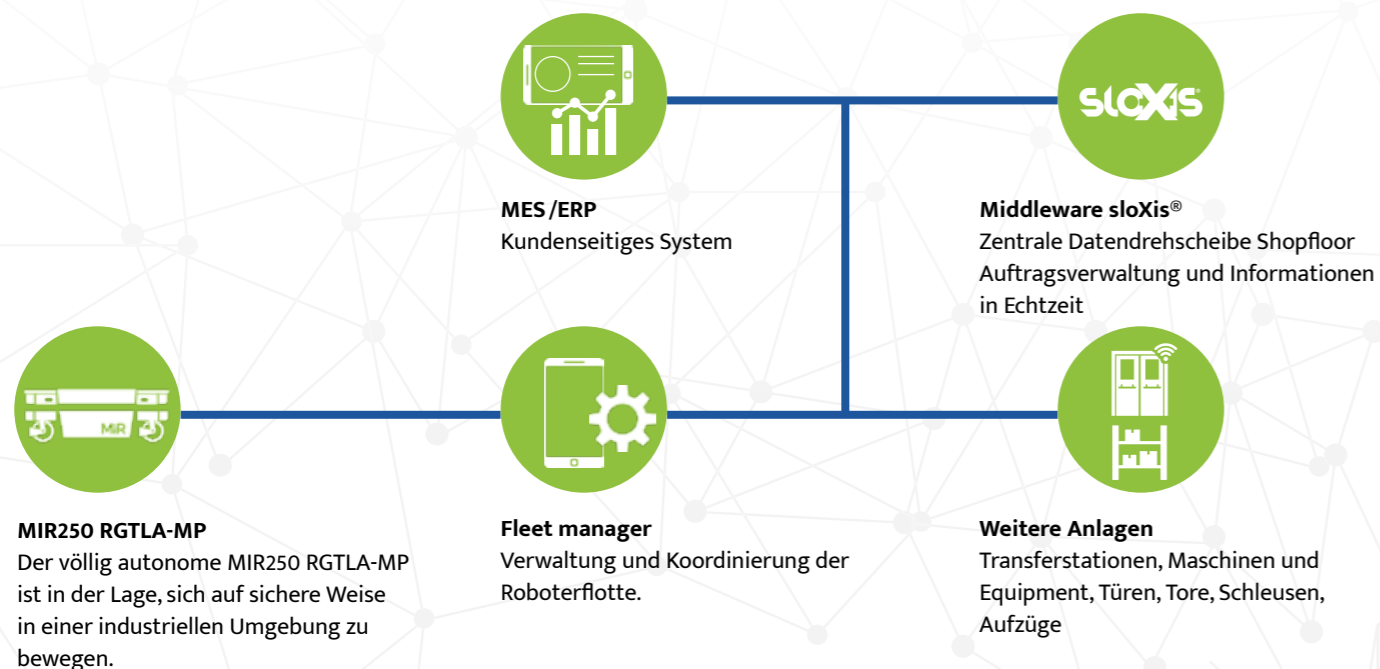 sloXis
MES/ERP
Kundenseitiges System
Middleware sloXis®
Zentrale Datendrehscheibe Shopfloor
Auftragsverwaltung und Informationen
in Echtzeit
MiR
MIR250 RGTLA-MP
Der völlig autonome MIR250 RGTLA-MP
ist in der Lage, sich auf sichere Weise
in einer industriellen Umgebung zu
bewegen.
Fleet manager
Verwaltung und Koordinierung der
Roboterflotte.
Weitere Anlagen
Transferstationen, Maschinen und
Equipment, Türen, Tore, Schleusen,
Aufzüge